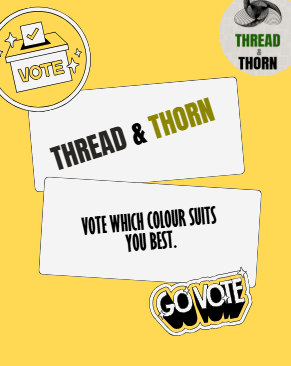 VOTE
THREAD
&
THORN
THREAD & THORN
VOTE WHICH COLOUR SUITS
YOU BEST.
GO VOTE